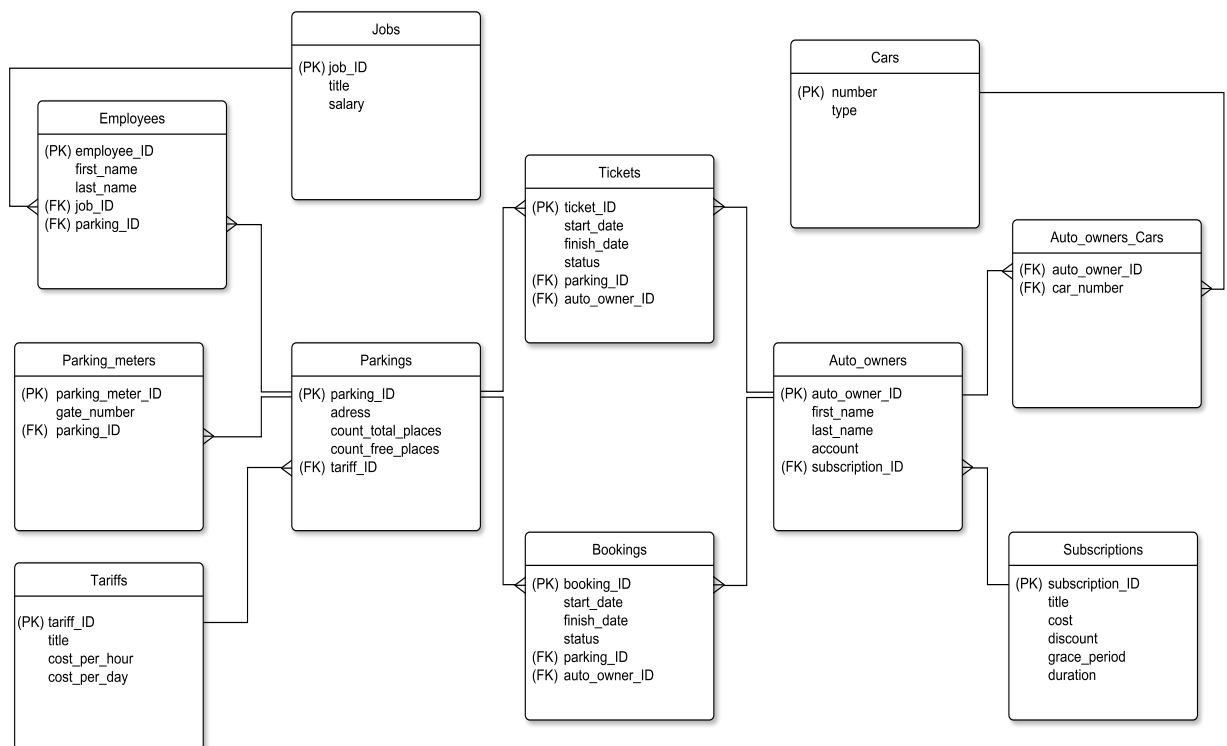 Jobs
(PK) job_ID
title
salary
Cars
(PK) number
type
Employees
(PK) employee_ID
first_name
last_name
(FK) job_ID
(FK) parking_ID
Tickets
(PK) ticket_ID
start_date
finish_date
status
(FK) parking_ID
(FK) auto_owner_ID
Auto_owners_Cars
(FK) auto_owner_ID
(FK) car_number
Parking_meters
(PK) parking_meter_ID
gate_number
(FK) parking_ID
Parkings
(PK) parking_ID
adress
count_total_places
count_free_places
(FK) tariff_ID
Auto_owners
(PK) auto_owner_ID
first_name
last_name
account
(FK) subscription_ID
Bookings
(PK) booking_ID
start_date
finish_date
status
(FK) parking_ID
(FK) auto_owner_ID
Subscriptions
(PK) subscription_ID
title
cost
discount
grace_period
duration
Tariffs
(PK) tariff_ID
title
cost_per_hour
cost_per_day